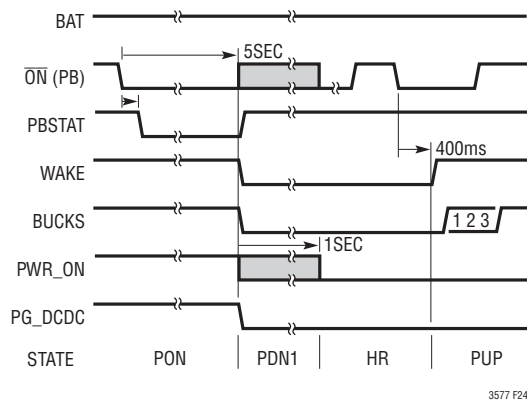 BAT
5SEC
O̅N̅ (PB)
PBSTAT
400ms
WAKE
BUCKS
1 2 3
1SEC
PWR_ON
PG_DCDC
STATE PON PDN1 HR PUP
3577 F24